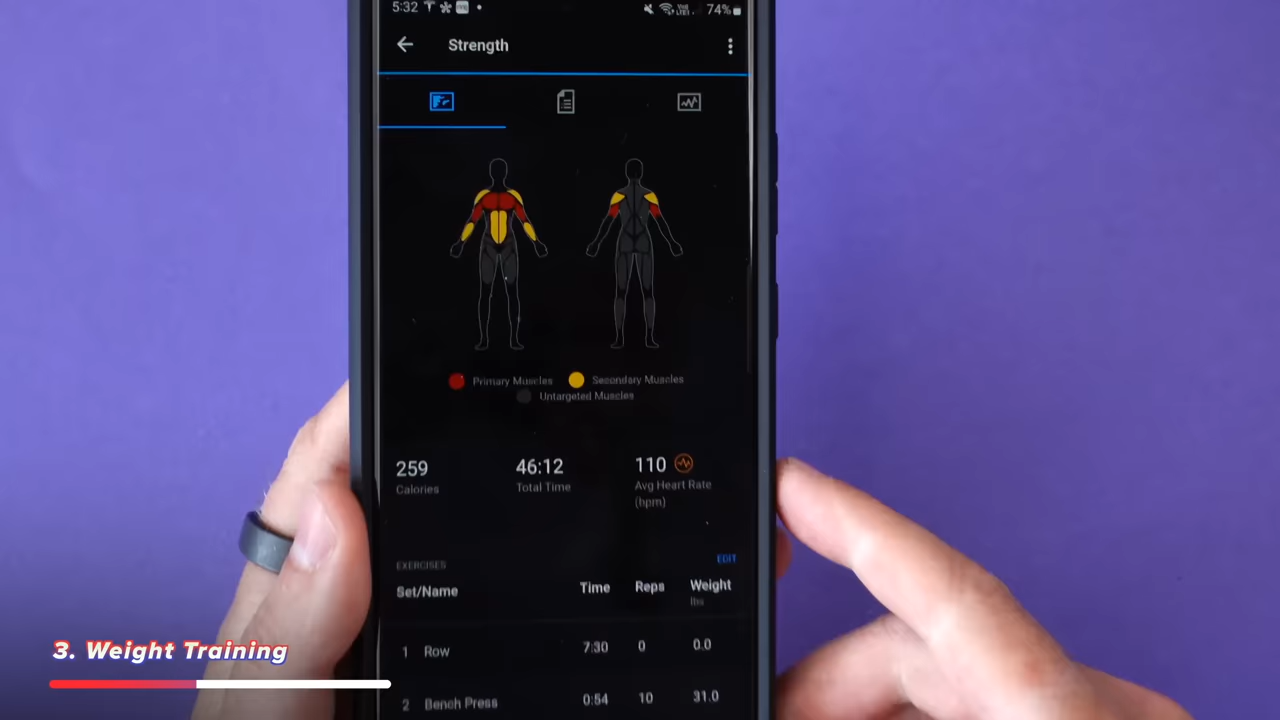 5:32 74%
Strength
Primary Muscles Secondary Muscles
Untargeted Muscles
259 46:12 110
Calories Total Time Avg Heart Rate
(bpm)
EXERCISES EDIT
Set/Name Time Reps Weight
lbs
1 Row 7:30 0 0.0
2 Bench Press 0:54 10 31.0
3. Weight Training